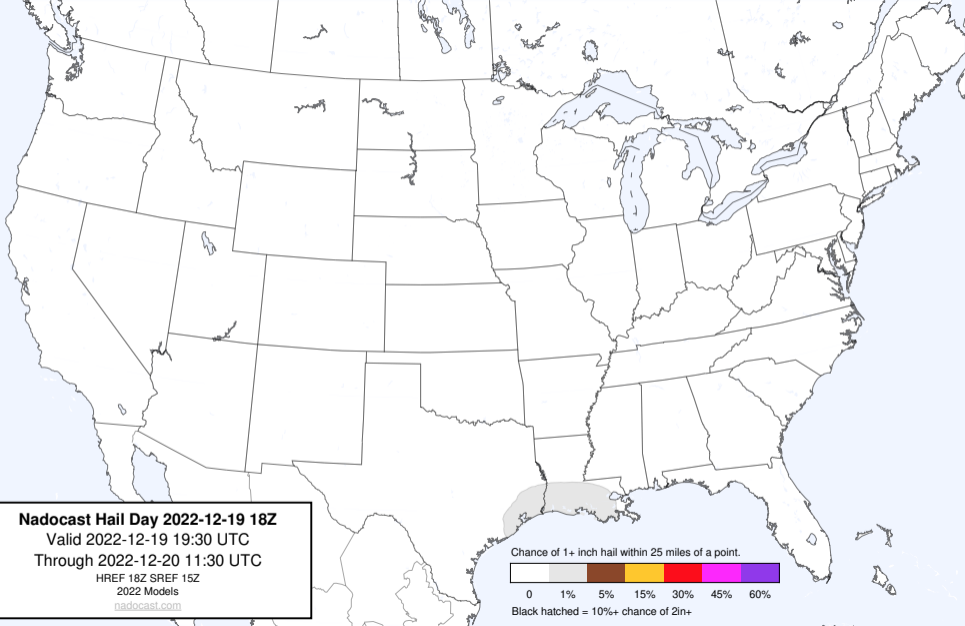 Nadocast Hail Day 2022-12-19 18Z
Valid 2022-12-19 19:30 UTC
Through 2022-12-20 11:30 UTC
HREF 18Z SREF 15Z
2022 Models
nadocast.com
Chance of 1+ inch hail within 25 miles of a point.
0 1% 5% 15% 30% 45% 60%
Black hatched = 10%+ chance of 2in+